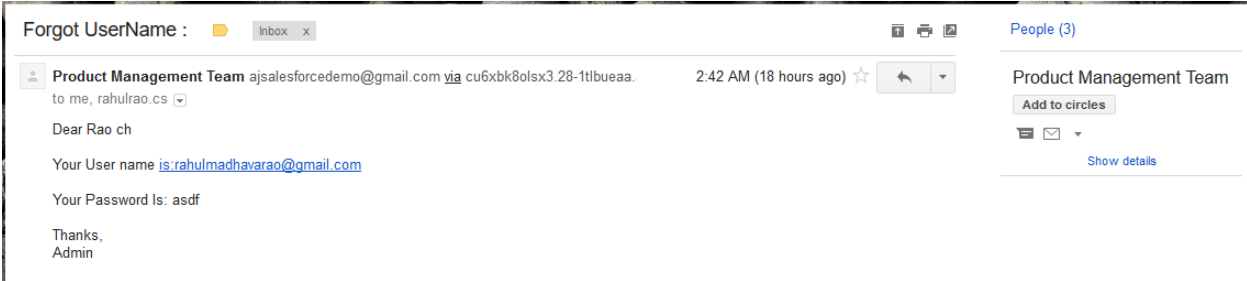 Forgot UserName :
Inbox x
People (3)
Product Management Team ajsalesforcedemo@gmail.com via cu6xbk8olsx3.28-1tlbueaa.
2:42 AM (18 hours ago)
to me, rahulrao.cs
Product Management Team
Add to circles
Show details
Dear Rao ch
Your User name is:rahulmadhavarao@gmail.com
Your Password Is: asdf
Thanks,
Admin